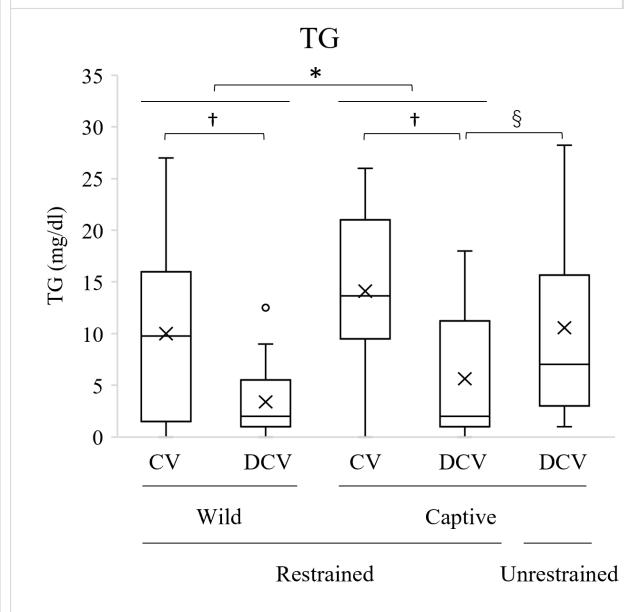 TG
35
*
† † §
30
25
20
15
10
5
0
TG (mg/dl)
CV DCV CV DCV DCV
Wild Captive
Restrained Unrestrained